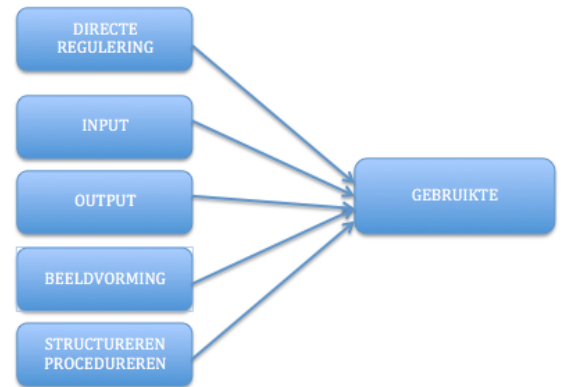 DIRECTE
REGULERING
INPUT
OUTPUT
GEBRUIKTE
BEELDVORMING
STRUCTUREREN
PROCEDUREREN